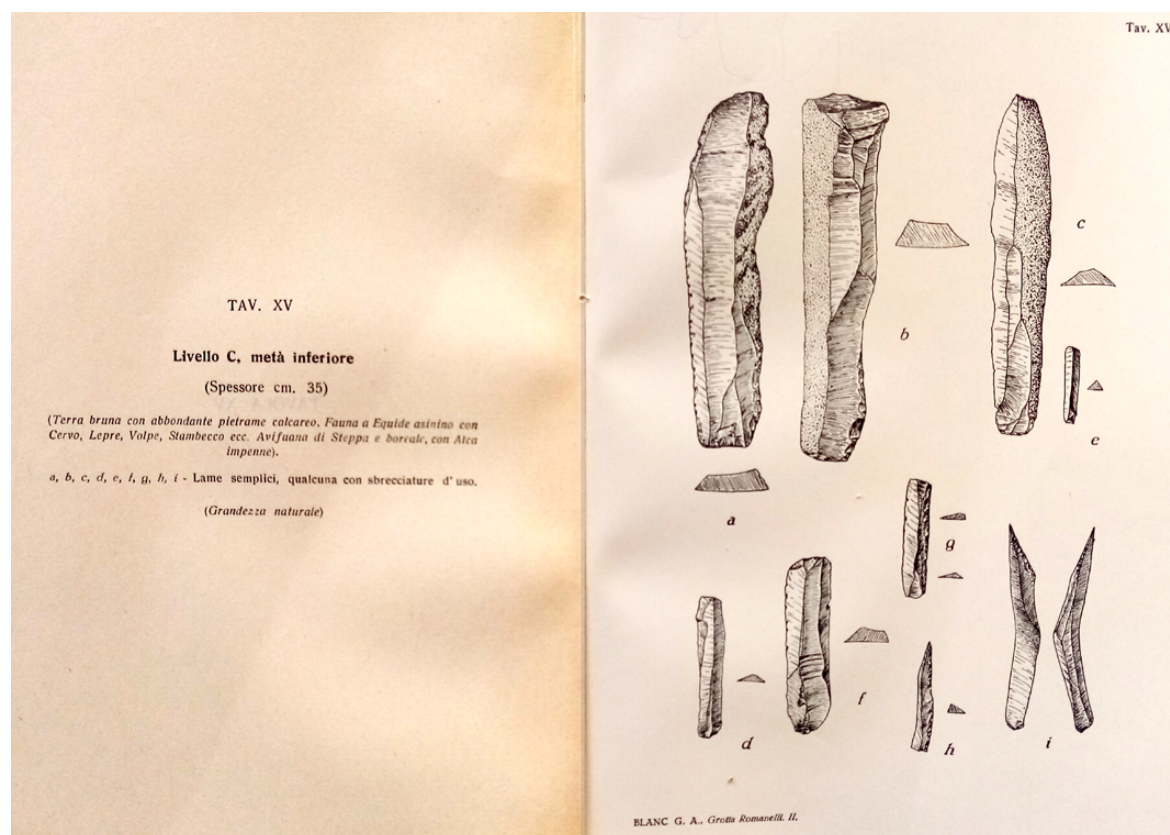 TAV. XV
Livello C, metà inferiore
(Spessore cm. 35)
(Terra bruna con abbondante pietrame calcareo. Fauna a Equide asinino con
Cervo, Lepre, Volpe, Stambecco ecc. Avifuana di Steppa e boreale, con Alca
impenne).
a, b, c, d, e, f, g, h, i - Lame semplici, qualcuna con sbrecciature d'uso.
(Grandezza naturale)
Tav. XV
c
b
e
a
g
f
d
h
i
BLANC G. A., Grotta Romanelli. II.